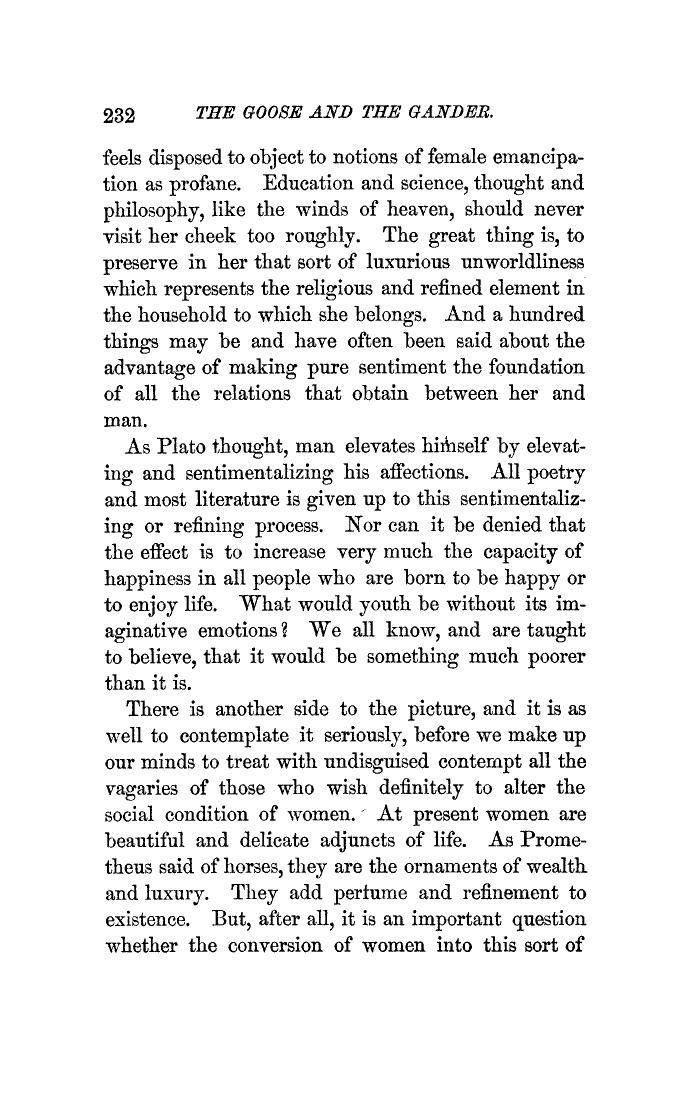 232 THE GOOSE AND THE GANDER.
feels disposed to object to notions of female emancipa-
tion as profane. Education and science, thought and
philosophy, like the winds of heaven, should never
visit her cheek too roughly. The great thing is, to
preserve in her that sort of luxurious unworldliness
which represents the religious and refined element in
the household to which she belongs. And a hundred
things may be and have often been said about the
advantage of making pure sentiment the foundation
of all the relations that obtain between her and
man.
As Plato thought, man elevates himself by elevat-
ing and sentimentalizing his affections. All poetry
and most literature is given up to this sentimentaliz-
ing or refining process. Nor can it be denied that
the effect is to increase very much the capacity of
happiness in all people who are born to be happy or
to enjoy life. What would youth be without its im-
aginative emotions? We all know, and are taught
to believe, that it would be something much poorer
than it is.
There is another side to the picture, and it is as
well to contemplate it seriously, before we make up
our minds to treat with undisguised contempt all the
vagaries of those who wish definitely to alter the
social condition of women. At present women are
beautiful and delicate adjuncts of life. As Prome-
theus said of horses, they are the ornaments of wealth
and luxury. They add perfume and refinement to
existence. But, after all, it is an important question
whether the conversion of women into this sort of